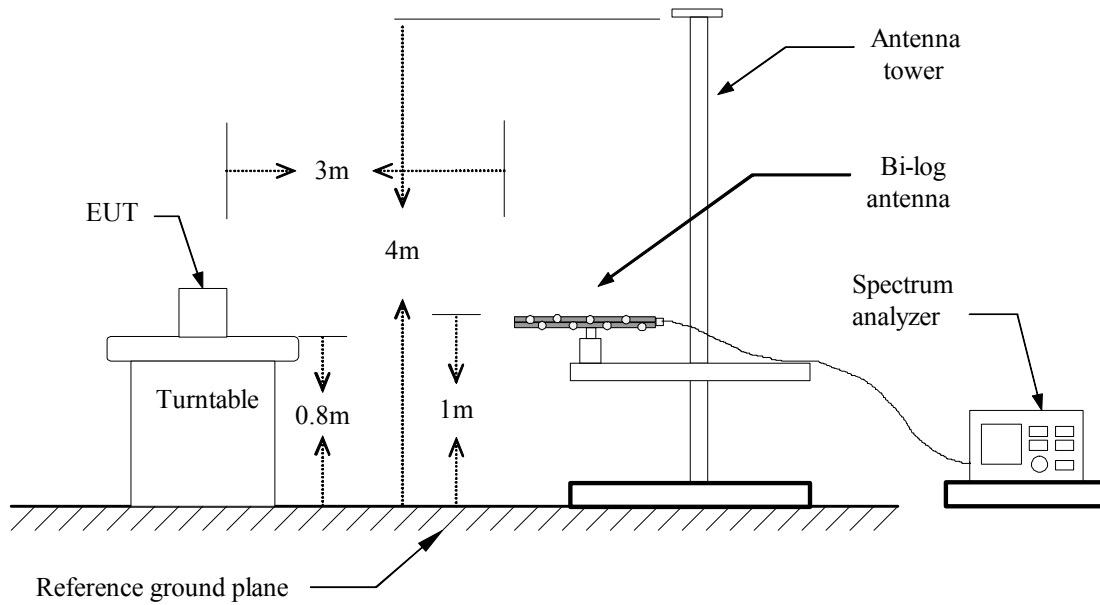 Antenna
tower
3m
Bi-log
antenna
EUT
4m
Spectrum
analyzer
Turntable
0.8m
1m
Reference ground plane